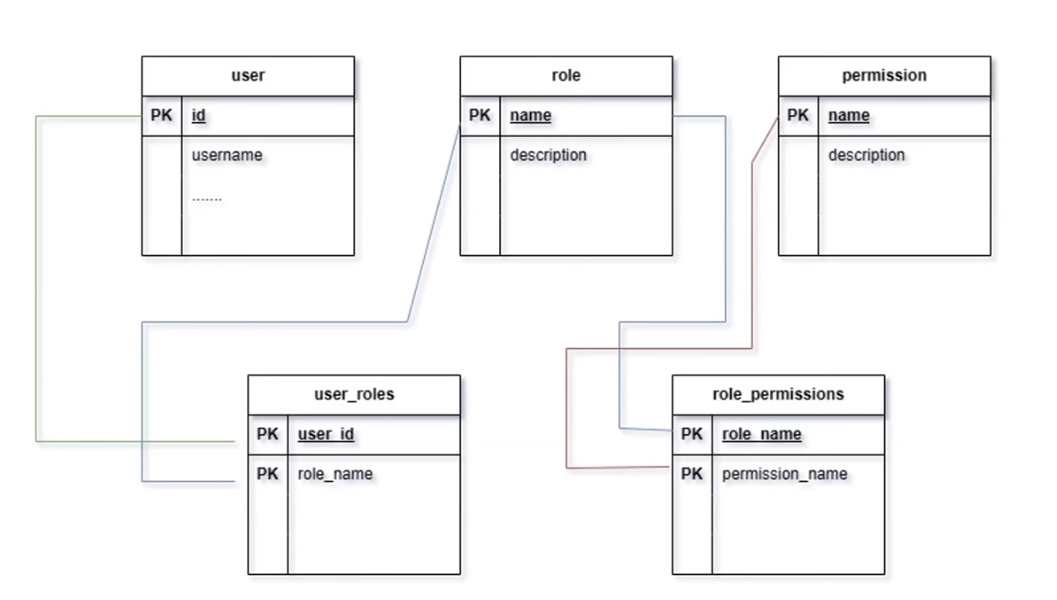 user
PK id
username
.......
role
PK name
description
permission
PK name
description
user_roles
PK user_id
PK role_name
role_permissions
PK role_name
PK permission_name